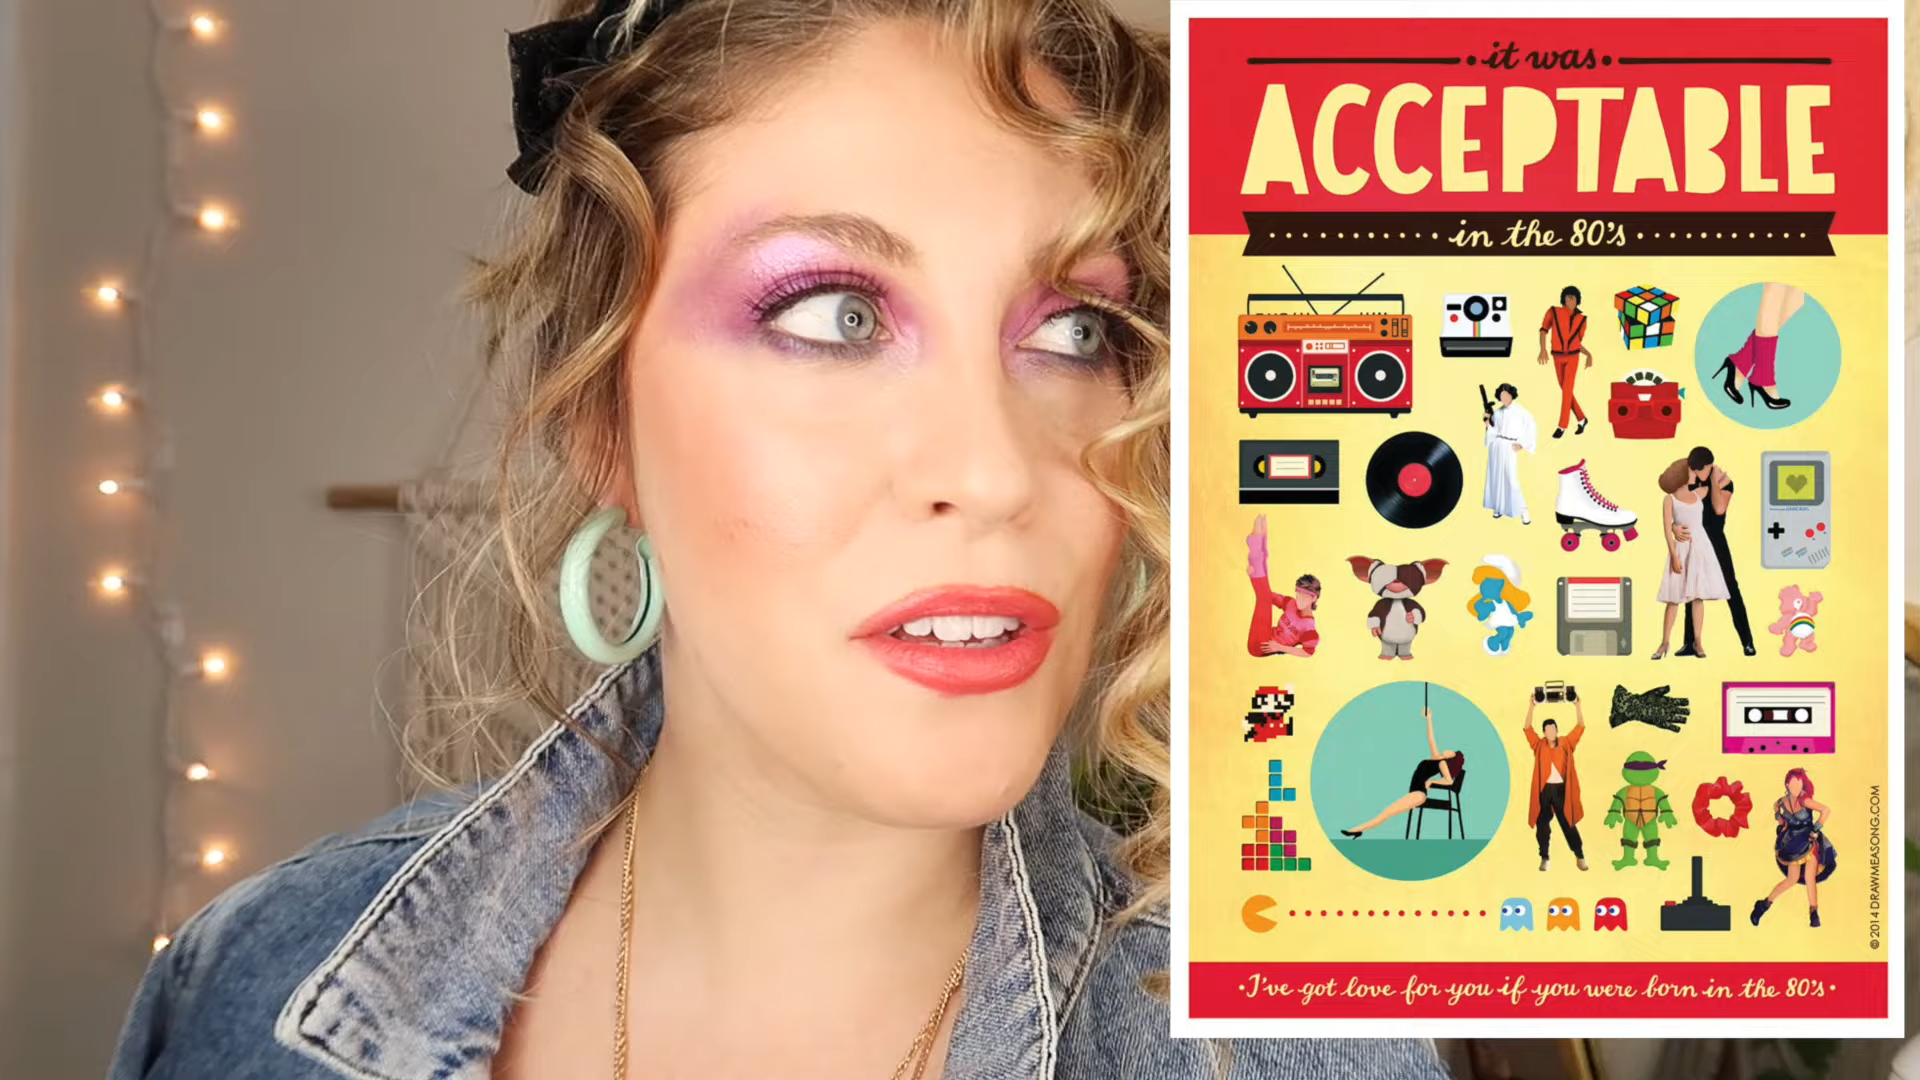 • it was •
ACCEPTABLE
in the 80's
• I've got love for you if you were born in the 80's •
© 2014 DRAWMEASONG.COM